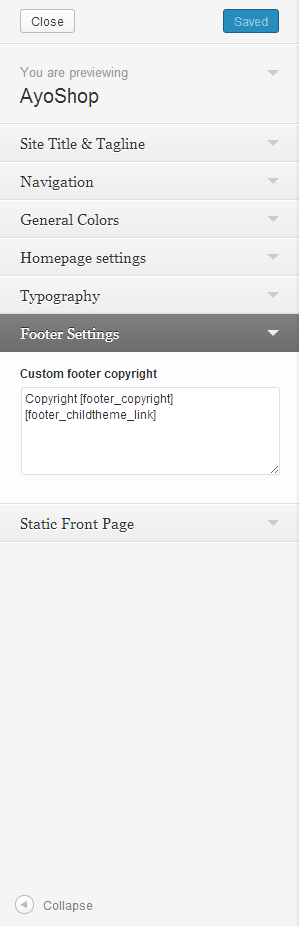 Close
Saved
You are previewing
AyoShop
Site Title & Tagline
Navigation
General Colors
Homepage settings
Typography
Footer Settings
Custom footer copyright
Copyright [footer_copyright]
[footer_childtheme_link]
Static Front Page
Collapse